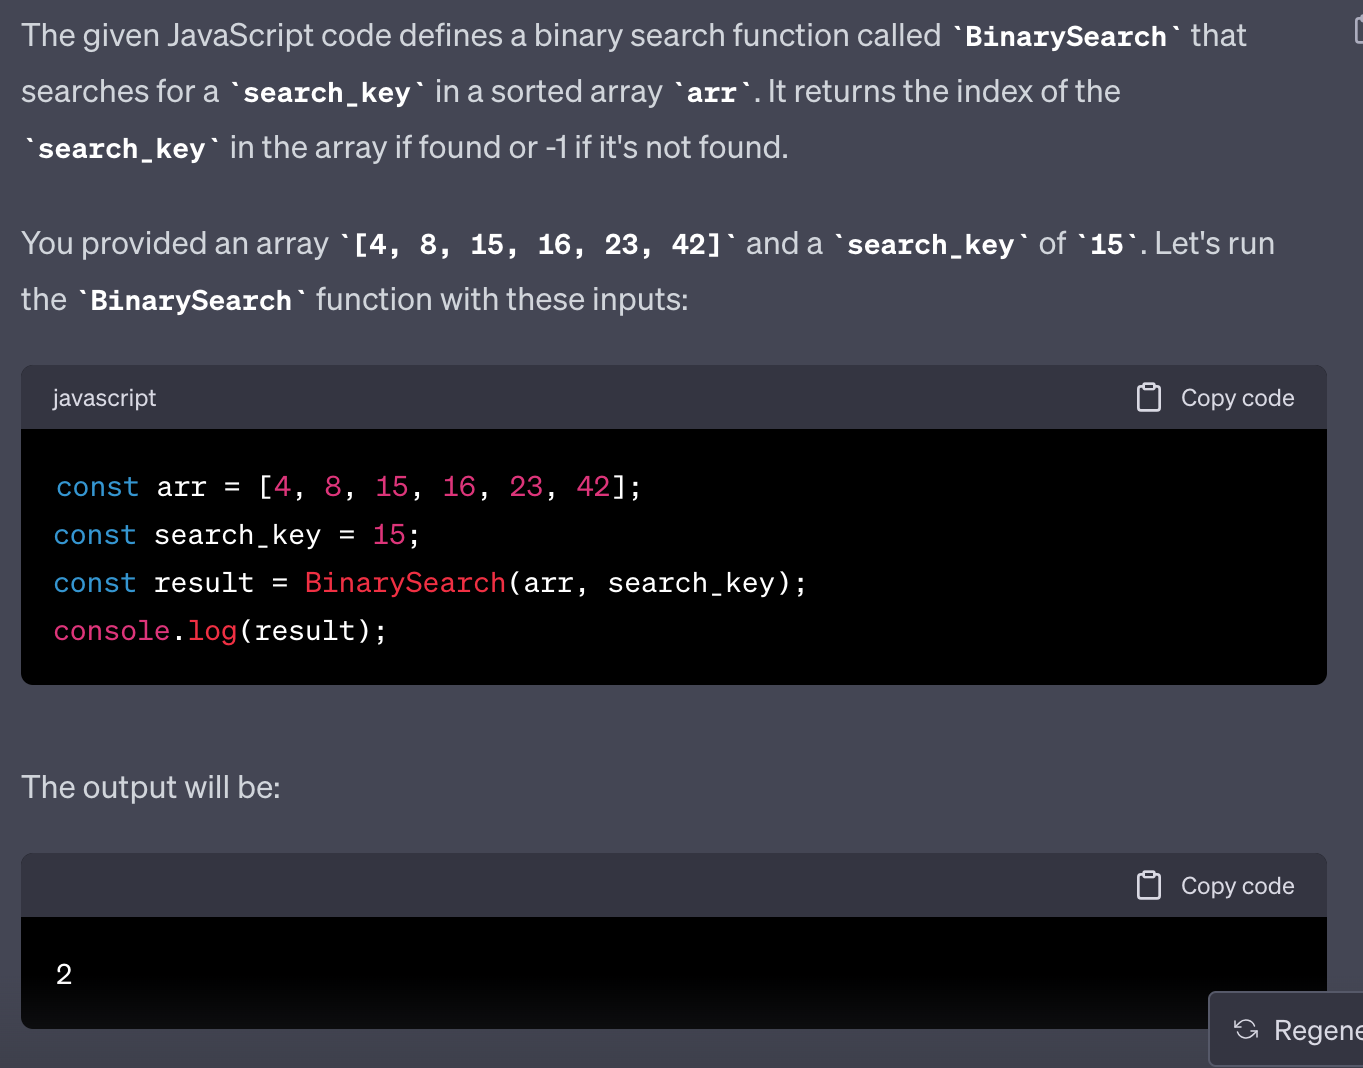 The given JavaScript code defines a binary search function called `BinarySearch` that
searches for a `search_key` in a sorted array `arr`. It returns the index of the
`search_key` in the array if found or -1 if it's not found.
You provided an array `[4, 8, 15, 16, 23, 42]` and a `search_key` of `15`. Let's run
the `BinarySearch` function with these inputs:
javascript
Copy code
const arr = [4, 8, 15, 16, 23, 42];
const search_key = 15;
const result = BinarySearch(arr, search_key);
console.log(result);
The output will be:
Copy code
2
Regene